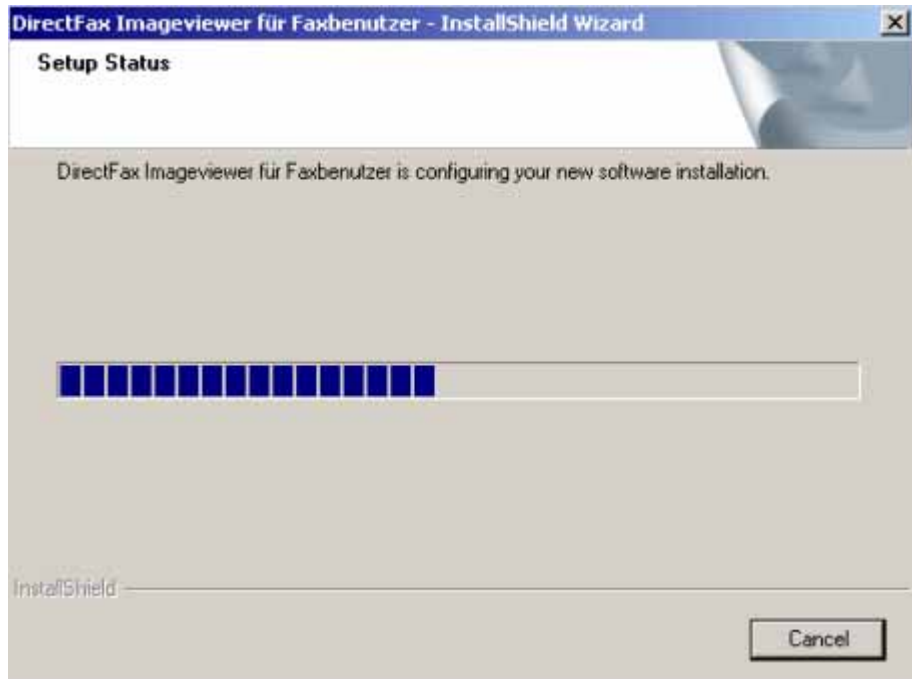 DirectFax Imageviewer für Faxbenutzer - InstallShield Wizard
Setup Status
DirectFax Imageviewer für Faxbenutzer is configuring your new software installation.
InstallShield
Cancel